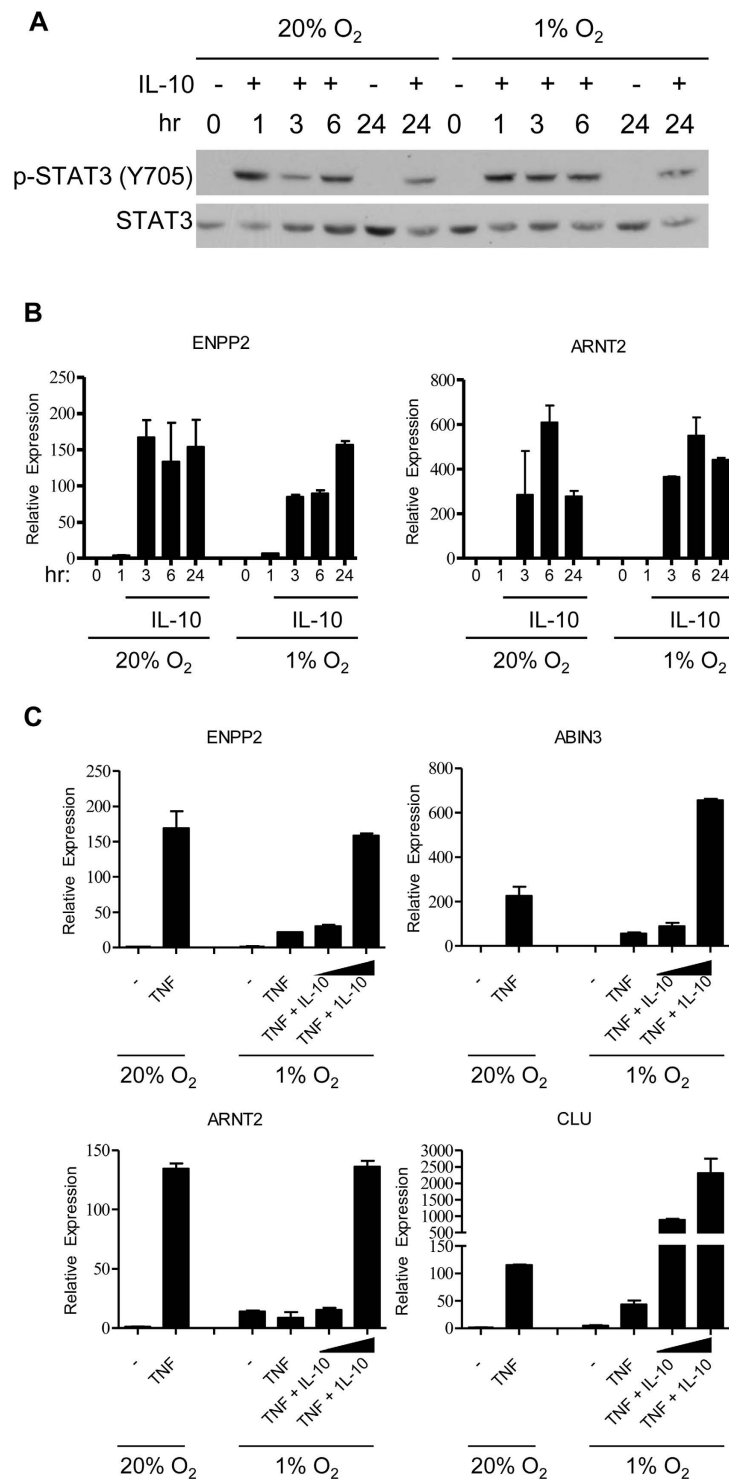 A
20% O2 1% O2
IL-10 - + + + - + - + + + - +
hr 0 1 3 6 24 24 0 1 3 6 24 24
p-STAT3 (Y705)
STAT3
B
ENPP2
Relative Expression
250
200
150
100
50
0
hr: 0 1 3 6 24 0 1 3 6 24
IL-10 IL-10
20% O2 1% O2
ARNT2
Relative Expression
800
600
400
200
0
0 1 3 6 24 0 1 3 6 24
IL-10 IL-10
20% O2 1% O2
C
ENPP2
Relative Expression
250
200
150
100
50
0
- TNF - TNF TNF + IL-10 TNF + 1L-10
20% O2 1% O2
ABIN3
Relative Expression
800
600
400
200
0
- TNF - TNF TNF + IL-10 TNF + 1L-10
20% O2 1% O2
ARNT2
Relative Expression
150
100
50
0
- TNF - TNF TNF + IL-10 TNF + 1L-10
20% O2 1% O2
CLU
Relative Expression
3000
2500
2000
1500
1000
500
150
100
50
0
- TNF - TNF TNF + IL-10 TNF + 1L-10
20% O2 1% O2